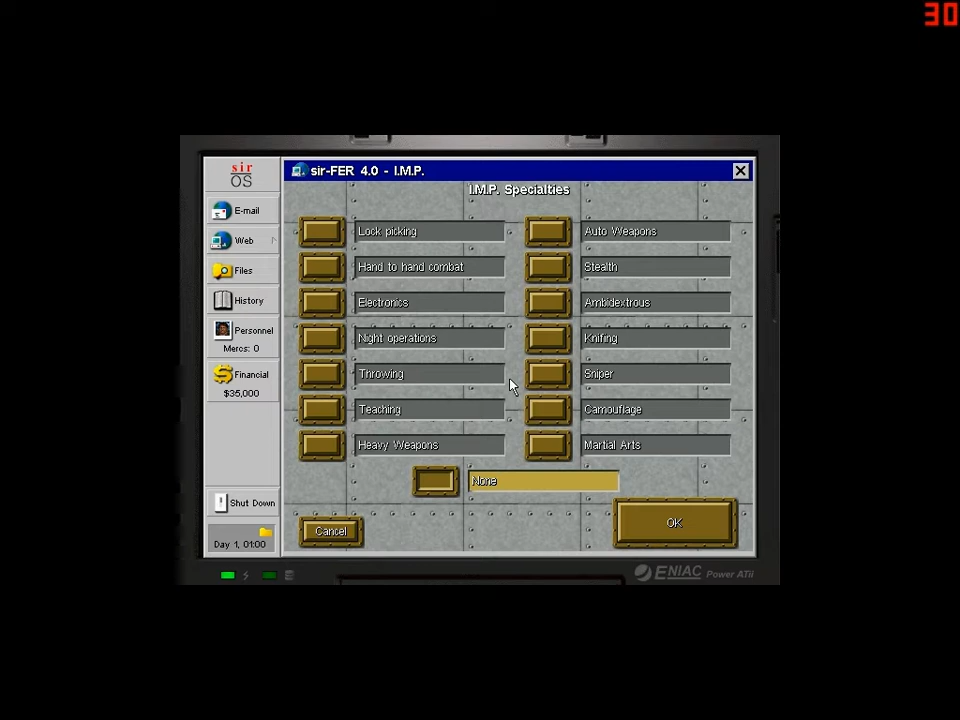 30
sir-FER 4.0 - I.M.P.
sir
OS
I.M.P. Specialties
E-mail
Web
Files
History
Personnel
Mercs: 0
Financial
$35,000
Shut Down
Day 1, 01:00
Lock picking
Auto Weapons
Hand to hand combat
Stealth
Electronics
Ambidextrous
Night operations
Knifing
Throwing
Sniper
Teaching
Camouflage
Heavy Weapons
Martial Arts
None
Cancel
OK
ENIAC Power ATii